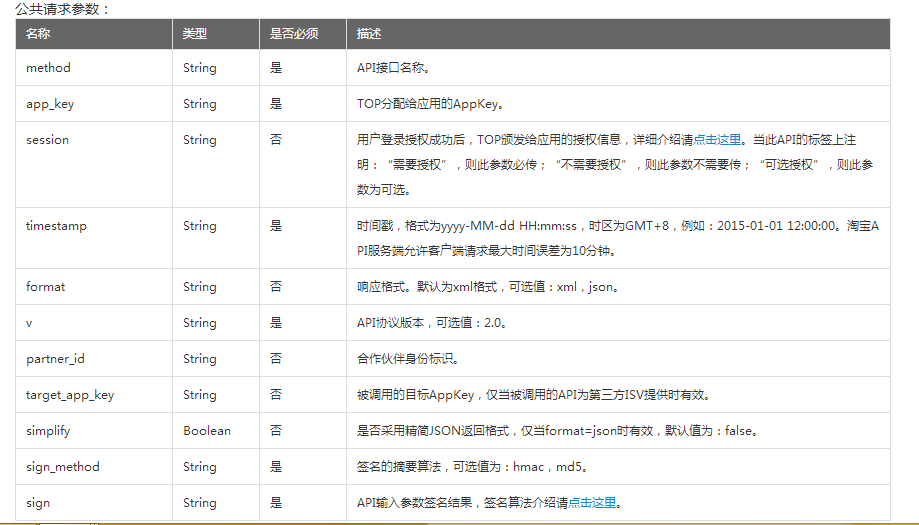 公共请求参数：
名称 类型 是否必须 描述
method String 是 API接口名称。
app_key String 是 TOP分配给应用的AppKey。
session String 否 用户登录授权成功后，TOP颁发给应用的授权信息，详细介绍请点击这里。当此API的标签上注
明：“需要授权”，则此参数必传；“不需要授权”，则此参数不需要传；“可选授权”，则此参
数为可选。
timestamp String 是 时间戳，格式为yyyy-MM-dd HH:mm:ss，时区为GMT+8，例如：2015-01-01 12:00:00。淘宝A
PI服务端允许客户端请求最大时间误差为10分钟。
format String 否 响应格式。默认为xml格式，可选值：xml，json。
v String 是 API协议版本，可选值：2.0。
partner_id String 否 合作伙伴身份标识。
target_app_key String 否 被调用的目标AppKey，仅当被调用的API为第三方ISV提供时有效。
simplify Boolean 否 是否采用精简JSON返回格式，仅当format=json时有效，默认值为：false。
sign_method String 是 签名的摘要算法，可选值为：hmac，md5。
sign String 是 API输入参数签名结果，签名算法介绍请点击这里。